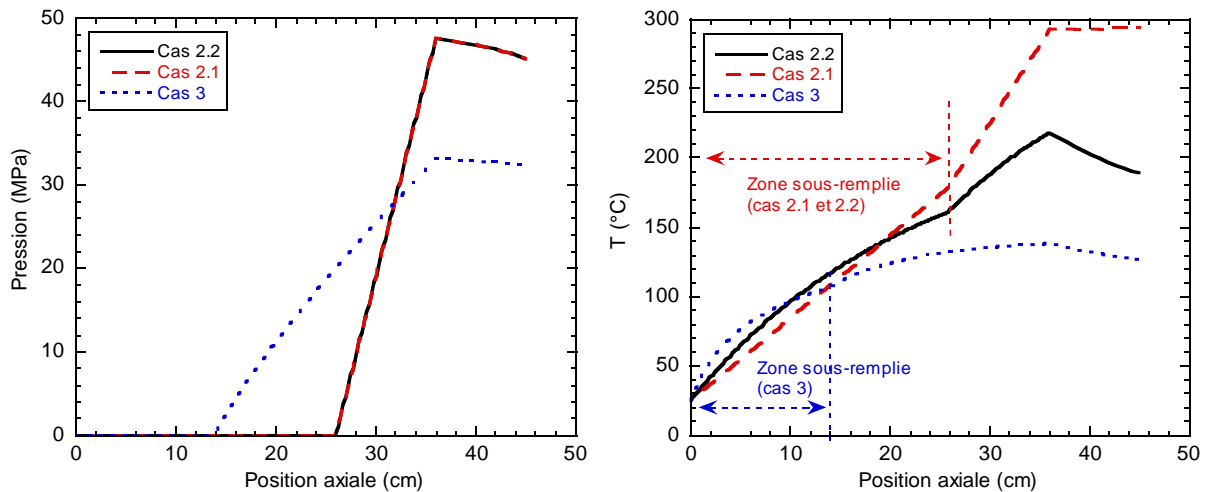 50
40
30
20
10
0
Pression (MPa)
Cas 2.2
Cas 2.1
Cas 3
0 10 20 30 40 50
Position axiale (cm)
300
250
200
150
100
50
0
T (°C)
Cas 2.2
Cas 2.1
Cas 3
Zone sous-remplie
(cas 2.1 et 2.2)
Zone sous-remplie
(cas 3)
0 10 20 30 40 50
Position axiale (cm)